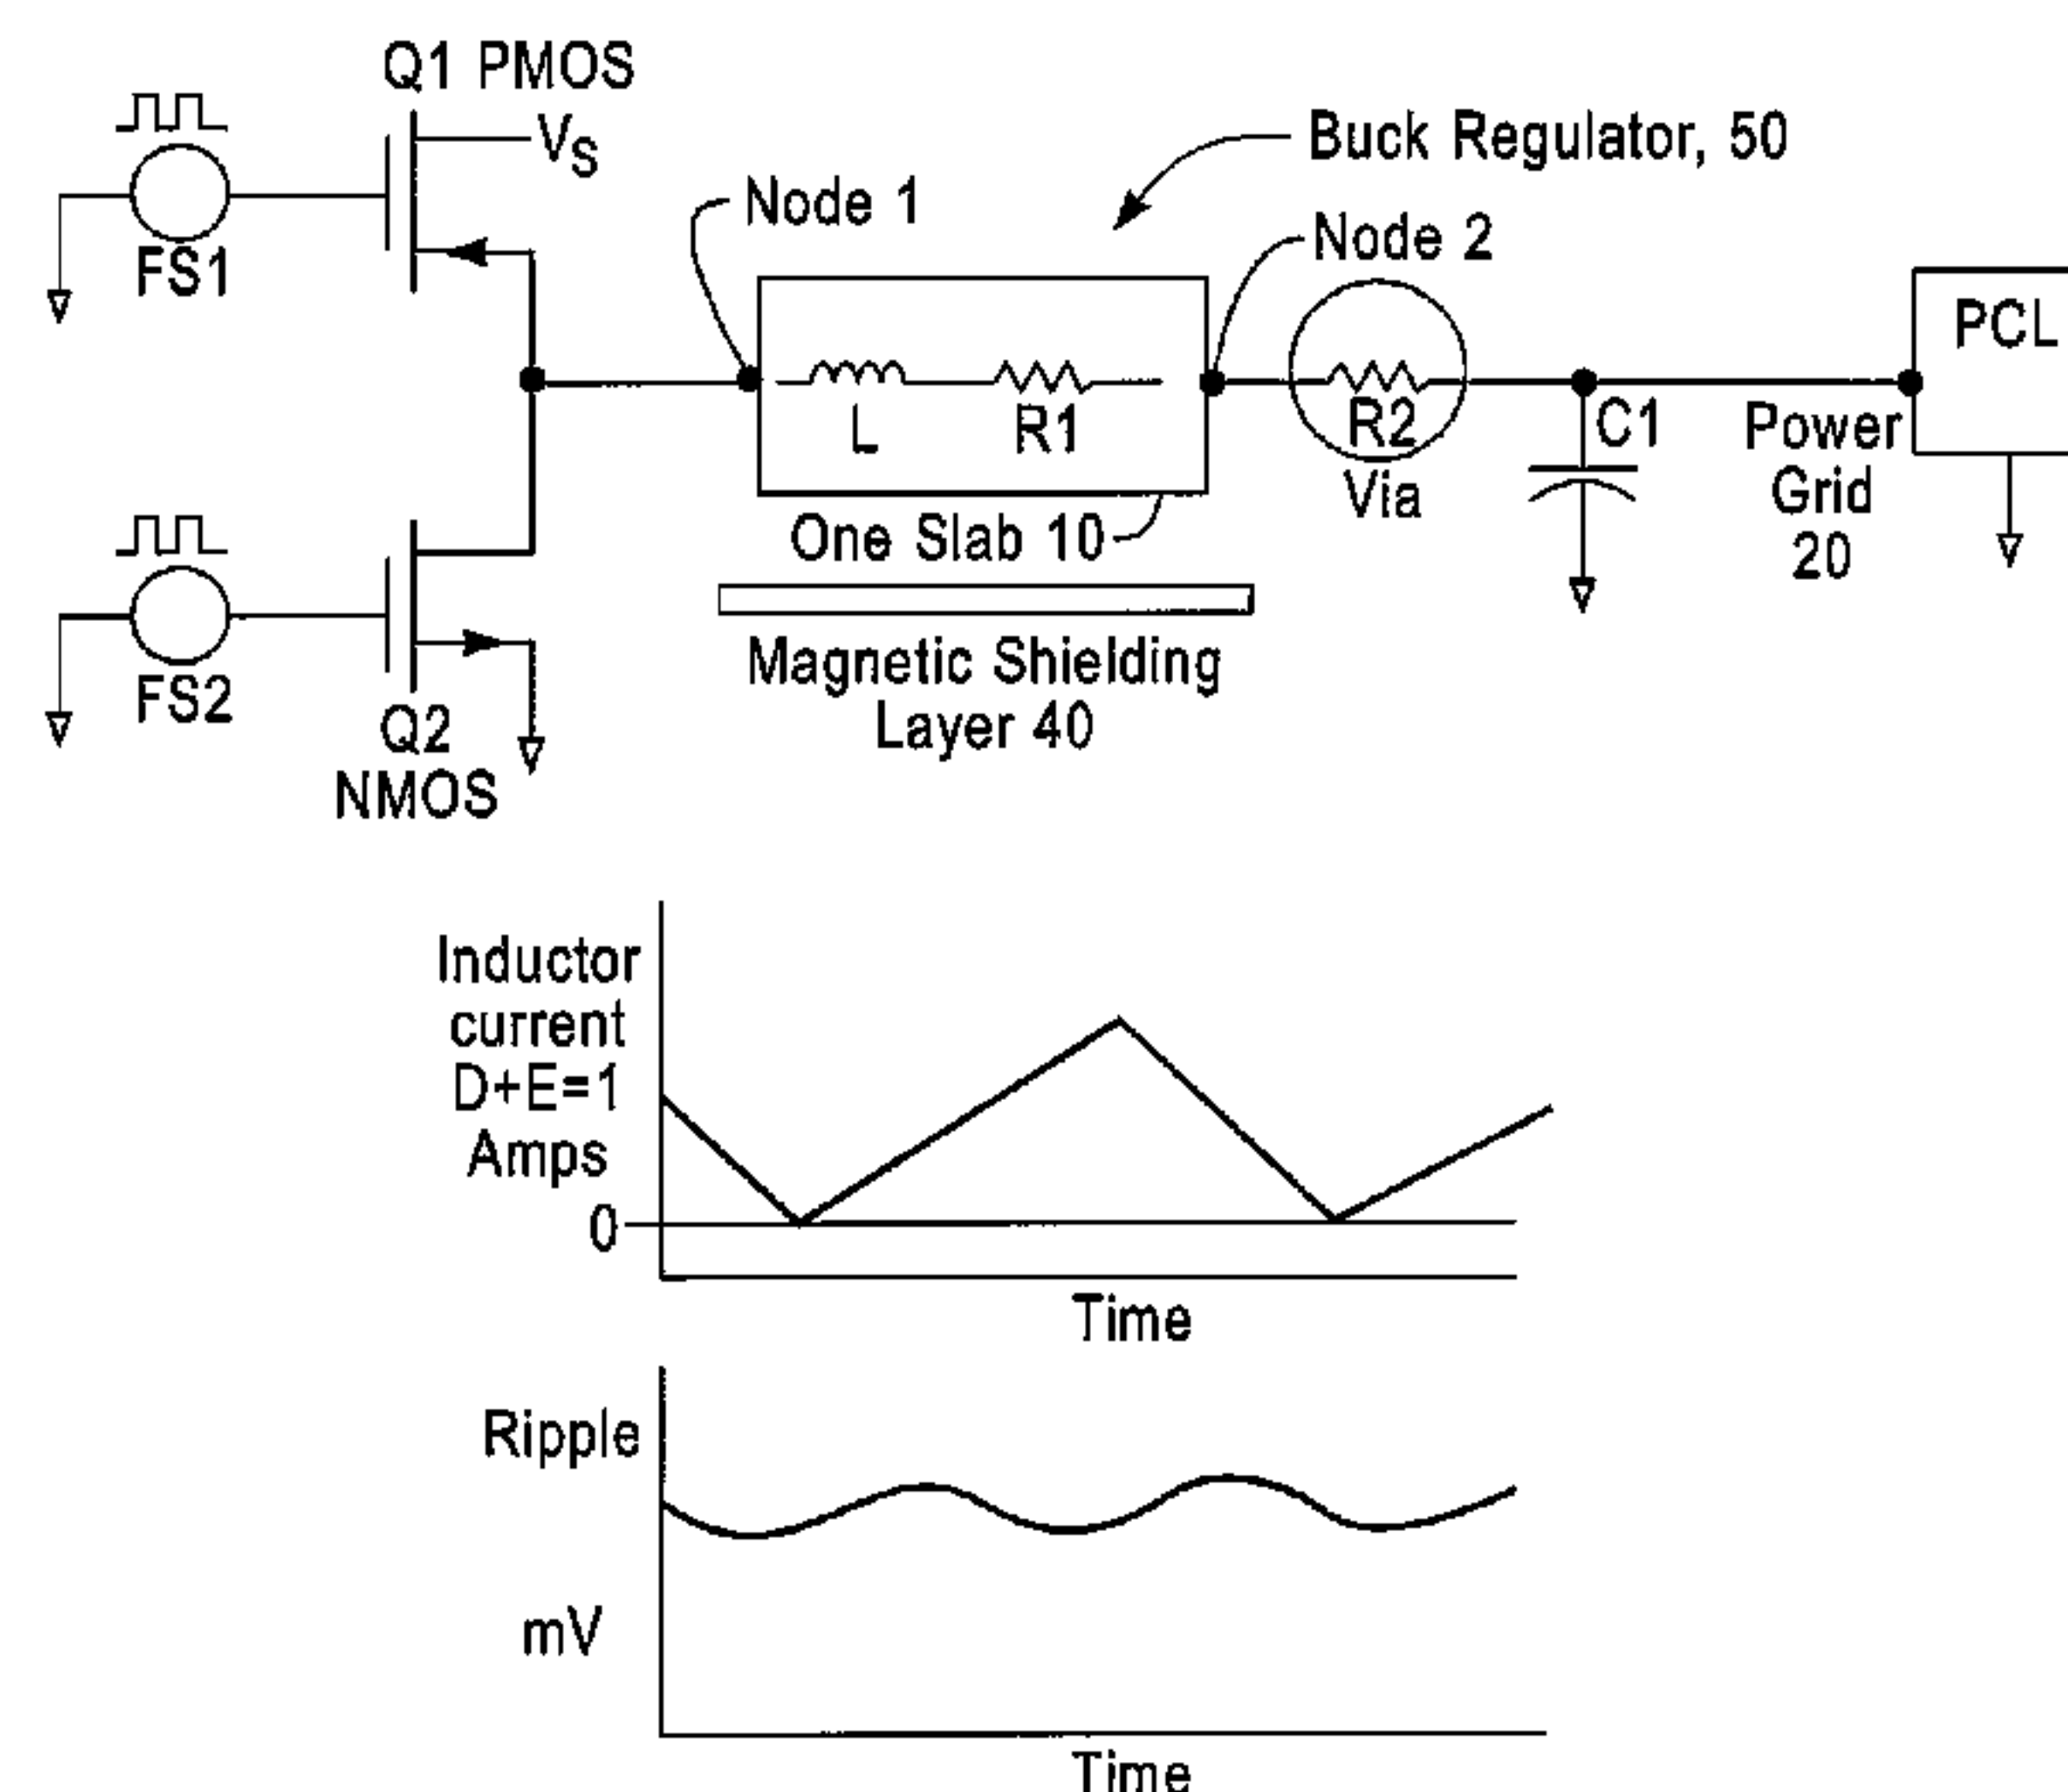 Q1 PMOS
VS
FS1
Buck Regulator, 50
Node 1
Node 2
PCL
L
R1
R2
Via
C1
Power
Grid
20
One Slab 10
Magnetic Shielding
Layer 40
FS2
Q2
NMOS
Inductor
current
D+E=1
Amps
0
Time
Ripple
mV
Time